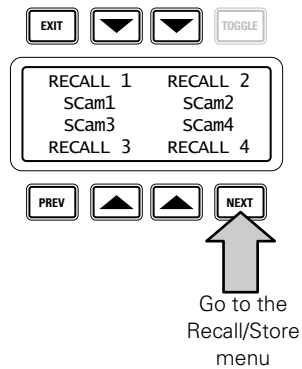 EXIT TOGGLE
RECALL 1 RECALL 2
SCam1 SCam2
SCam3 SCam4
RECALL 3 RECALL 4
PREV NEXT
Go to the
Recall/Store
menu